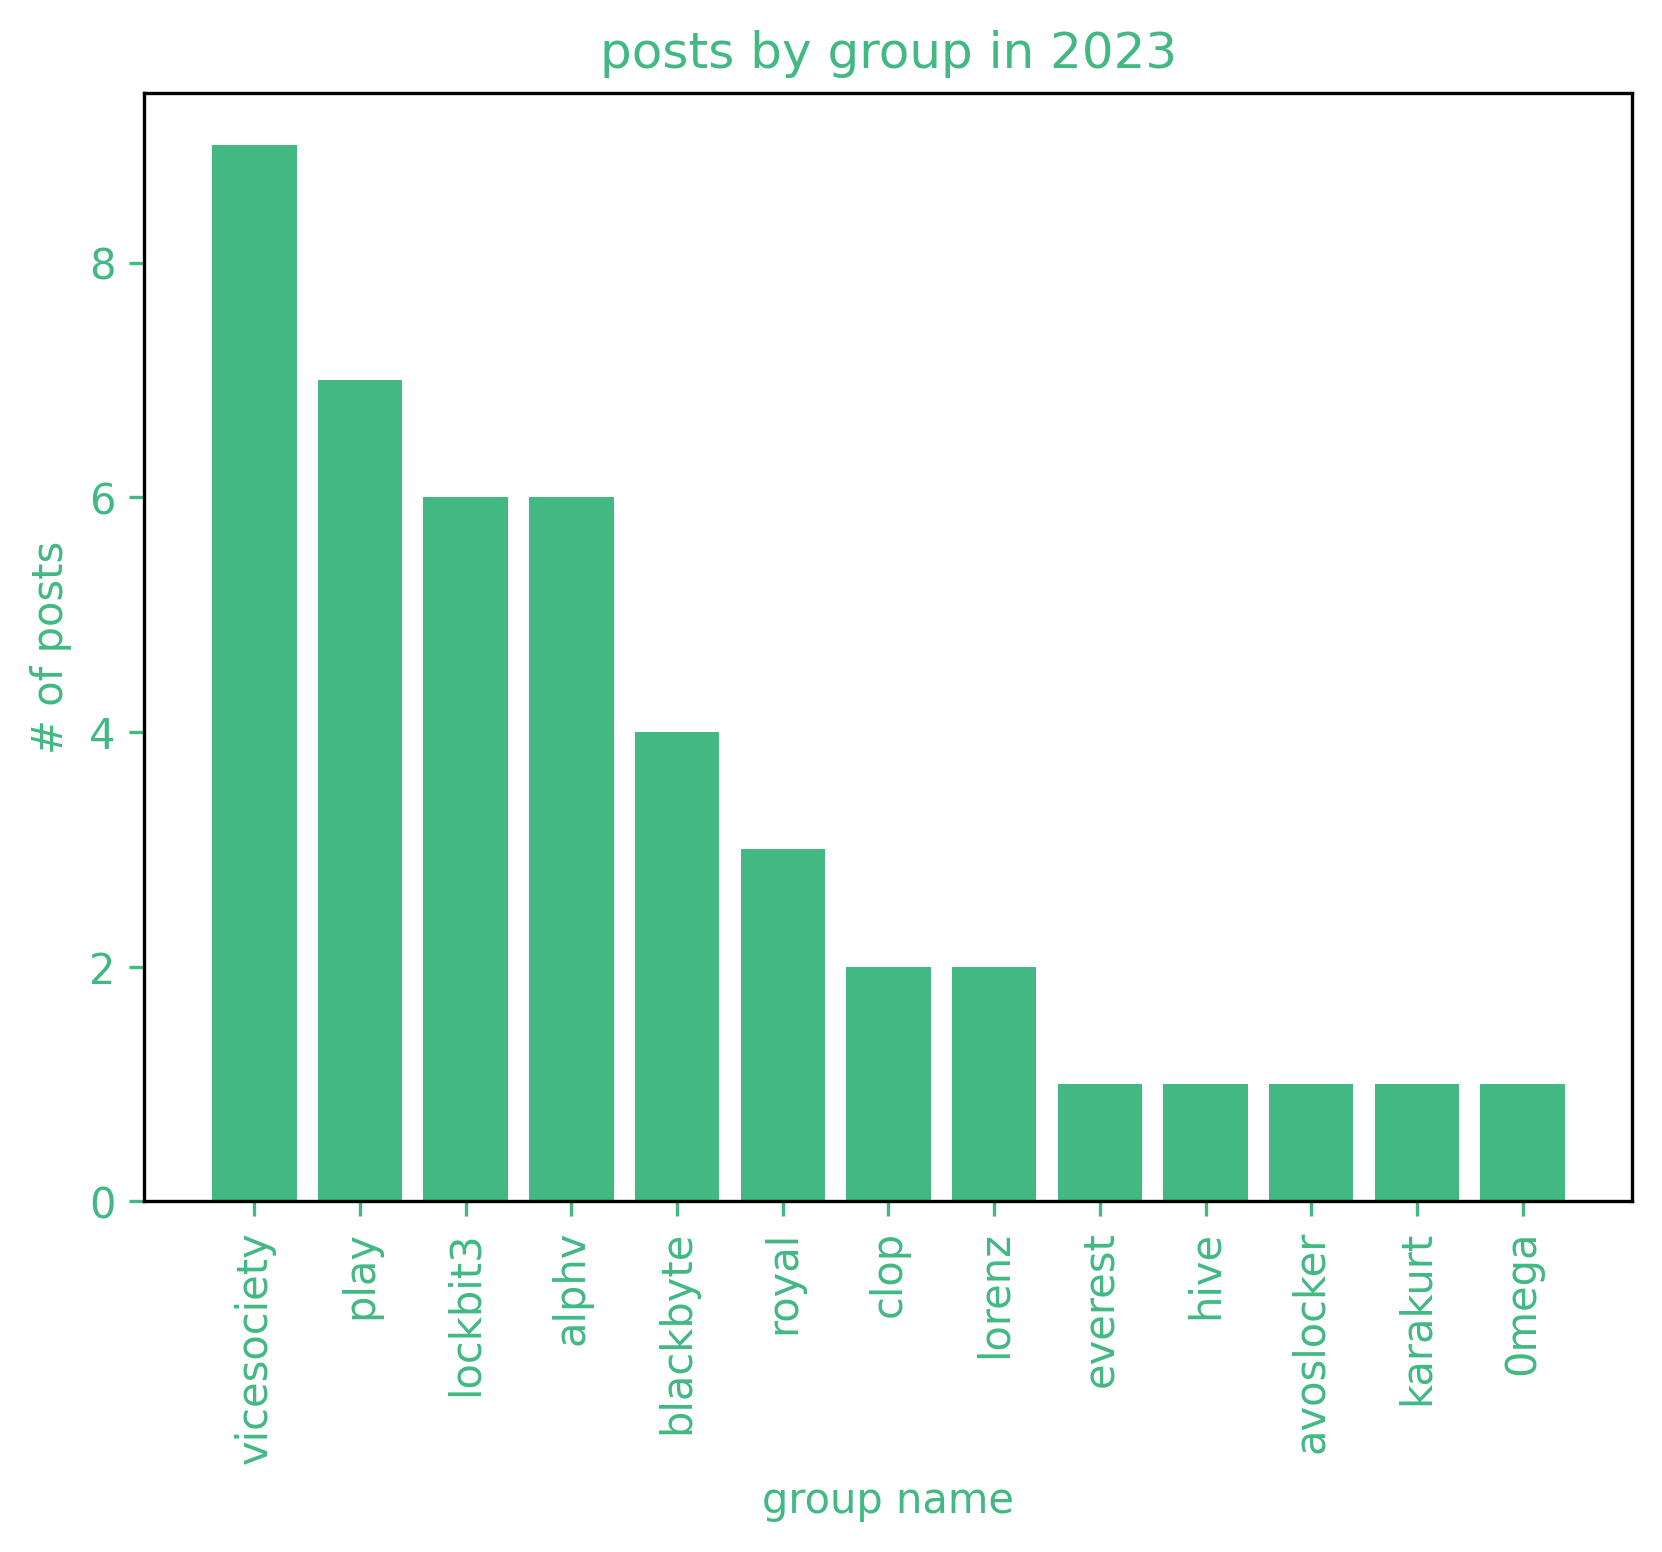 posts by group in 2023
8
6
4
2
0
# of posts
vicesociety
play
lockbit3
alphv
blackbyte
royal
clop
lorenz
everest
hive
avoslocker
karakurt
0mega
group name